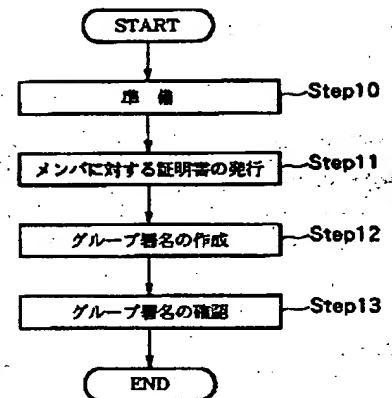 START
準 備
Step10
メンバに対する証明書の発行
Step11
グループ署名の作成
Step12
グループ署名の確認
Step13
END